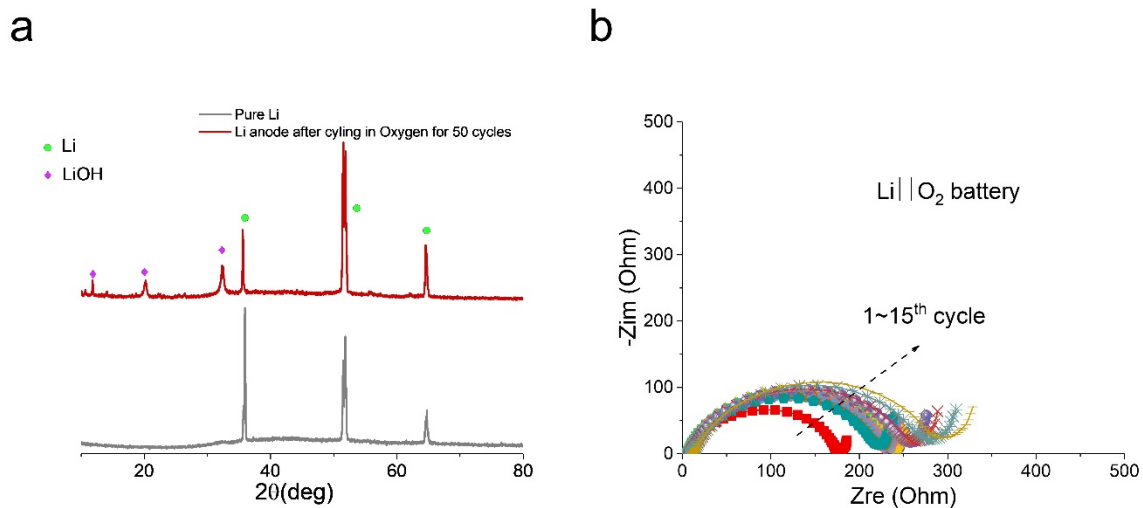 a
Pure Li
Li anode after cyling in Oxygen for 50 cycles
Li
LiOH
20
40
60
80
2θ(deg)
b
500
400
300
200
100
0
-Zim (Ohm)
Li||O₂ battery
1~15th cycle
0
100
200
300
400
500
Zre (Ohm)